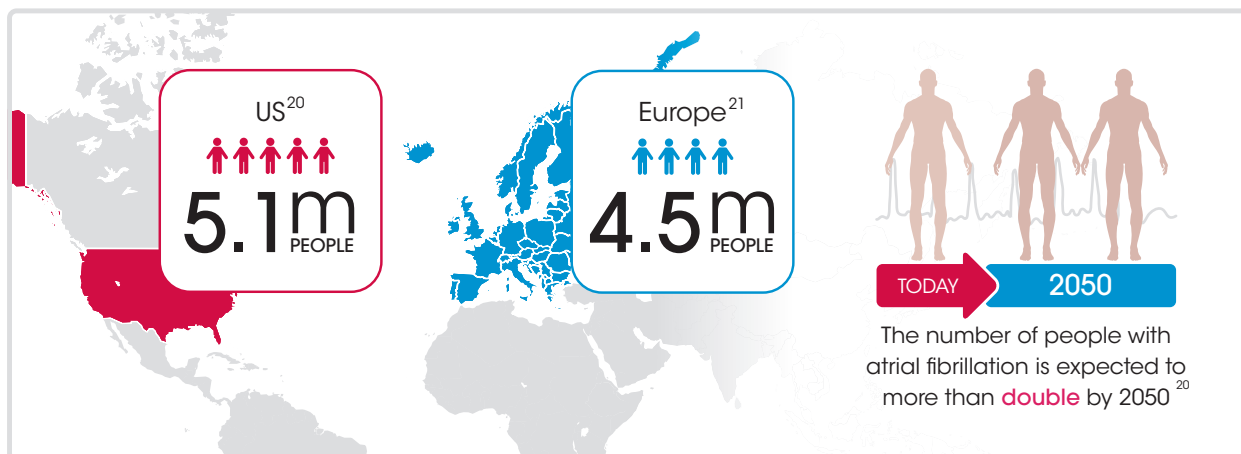 US20
5.1m
PEOPLE
Europe21
4.5m
PEOPLE
TODAY
2050
The number of people with
atrial fibrillation is expected to
more than double by 2050 20